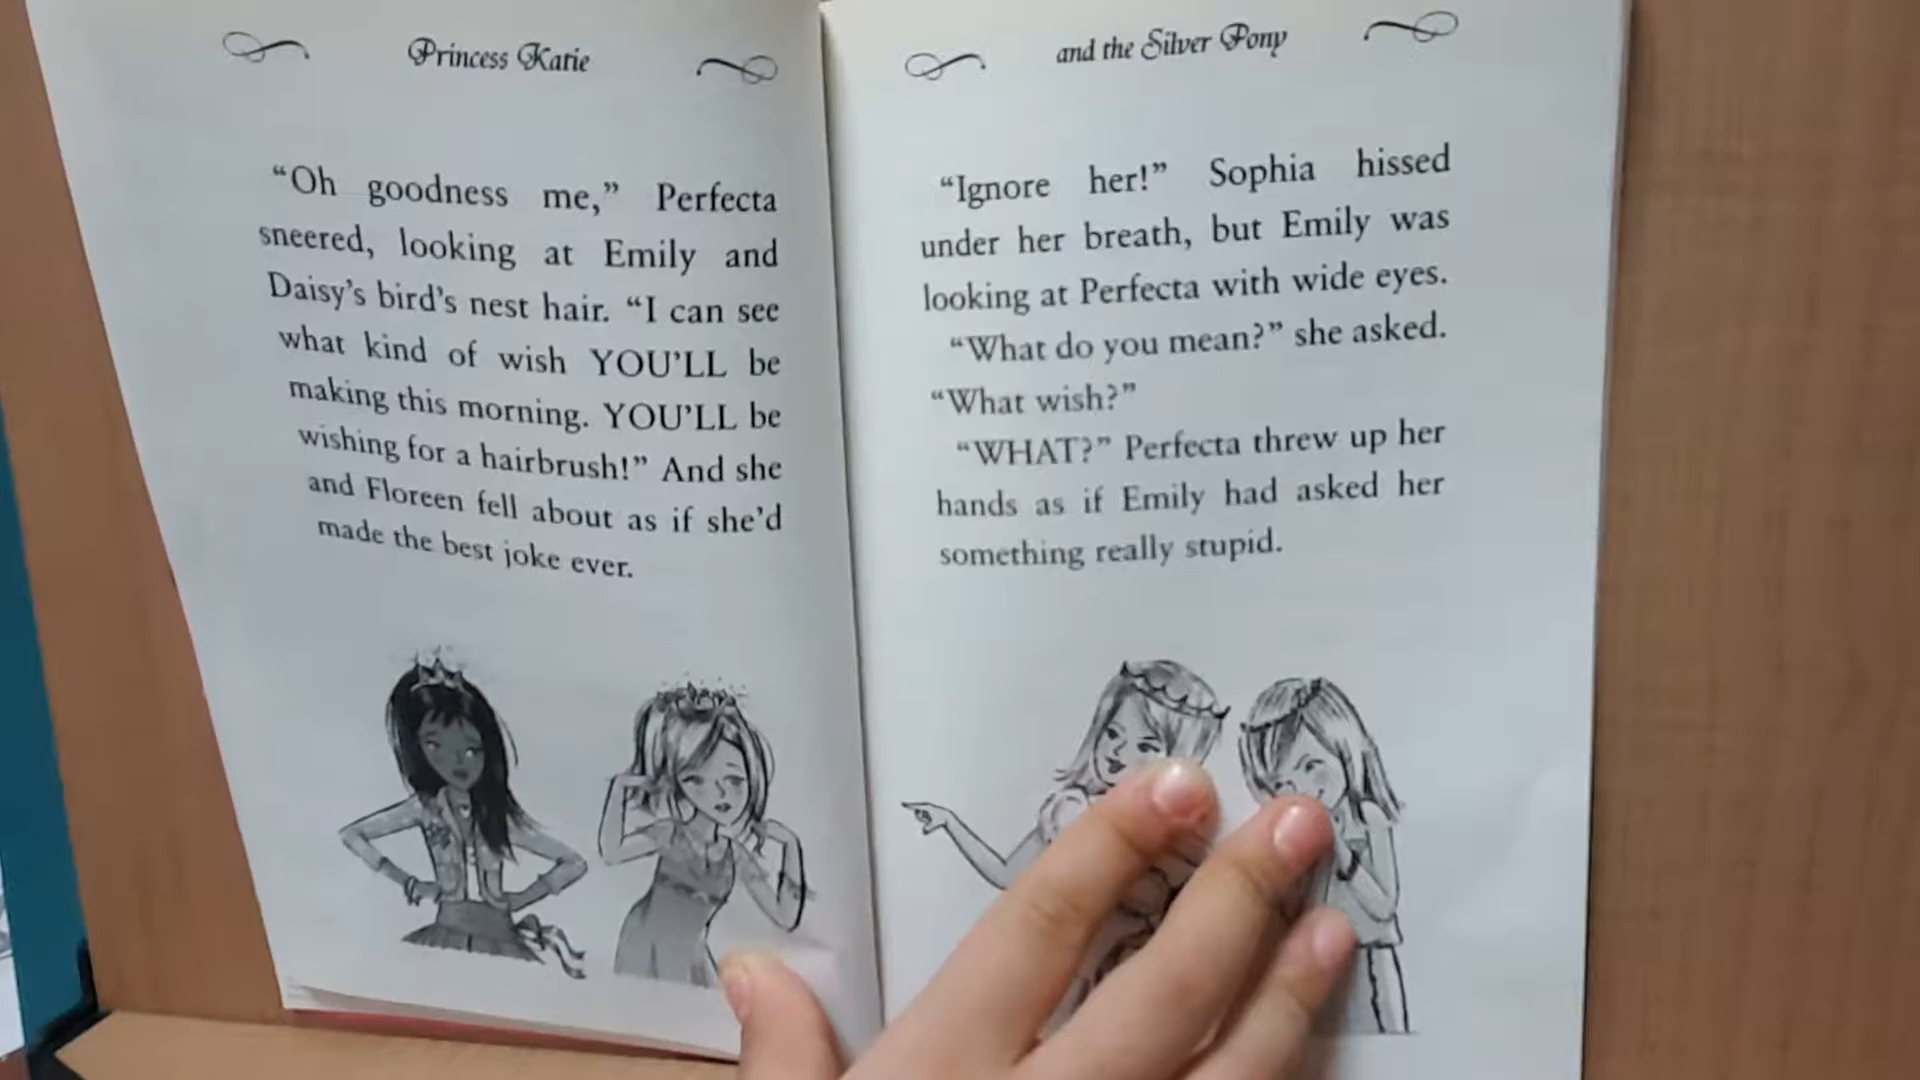 Princess Katie
“Oh goodness me,” Perfecta
sneered, looking at Emily and
Daisy’s bird’s nest hair. “I can see
what kind of wish YOU’LL be
making this morning. YOU’LL be
wishing for a hairbrush!” And she
and Floreen fell about as if she’d
made the best joke ever.
and the Silver Pony
“Ignore her!” Sophia hissed
under her breath, but Emily was
looking at Perfecta with wide eyes.
“What do you mean?” she asked.
“What wish?”
“WHAT?” Perfecta threw up her
hands as if Emily had asked her
something really stupid.